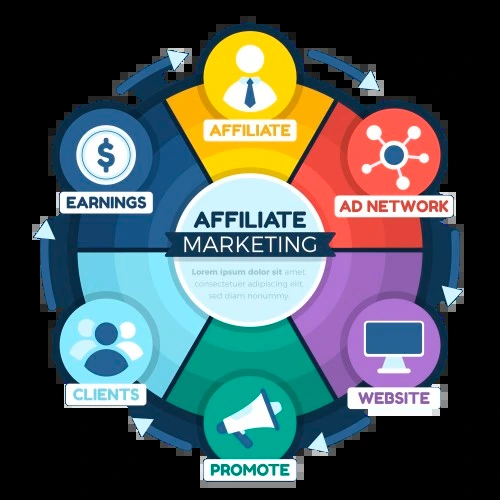 AFFILIATE
AD NETWORK
EARNINGS
AFFILIATE
MARKETING
Lorem ipsum dolor sit amet,
consectetuer adipiscing elit,
sed diam nonummy.
CLIENTS
WEBSITE
PROMOTE
$